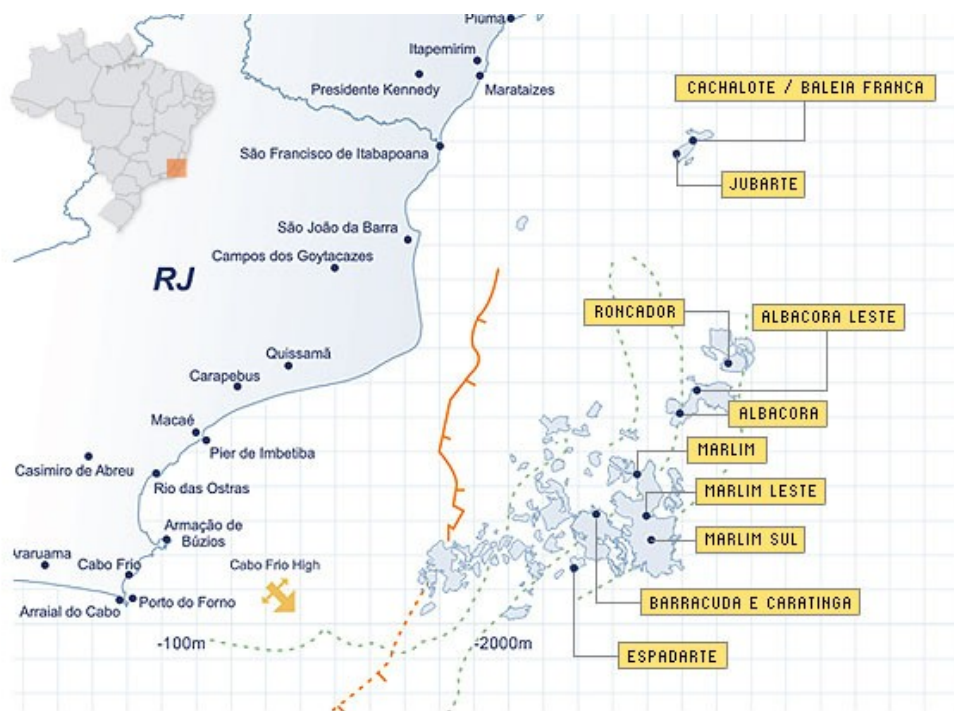 Piúma
Itapemirim
Presidente Kennedy
Marataizes
CACHALOTE / BALEIA FRANCA
São Francisco de Itabapoana
JUBARTE
São João da Barra
Campos dos Goytacazes
RJ
RONCADOR
ALBACORA LESTE
Quissamã
Carapebus
ALBACORA
Macaé
Pier de Imbetiba
MARLIM
Casimiro de Abreu
Rio das Ostras
MARLIM LESTE
Armação de
Búzios
MARLIM SUL
Araruama
Cabo Frio
Cabo Frio High
Arraial do Cabo
Porto do Forno
BARRACUDA E CARATINGA
-100m
-2000m
ESPADARTE